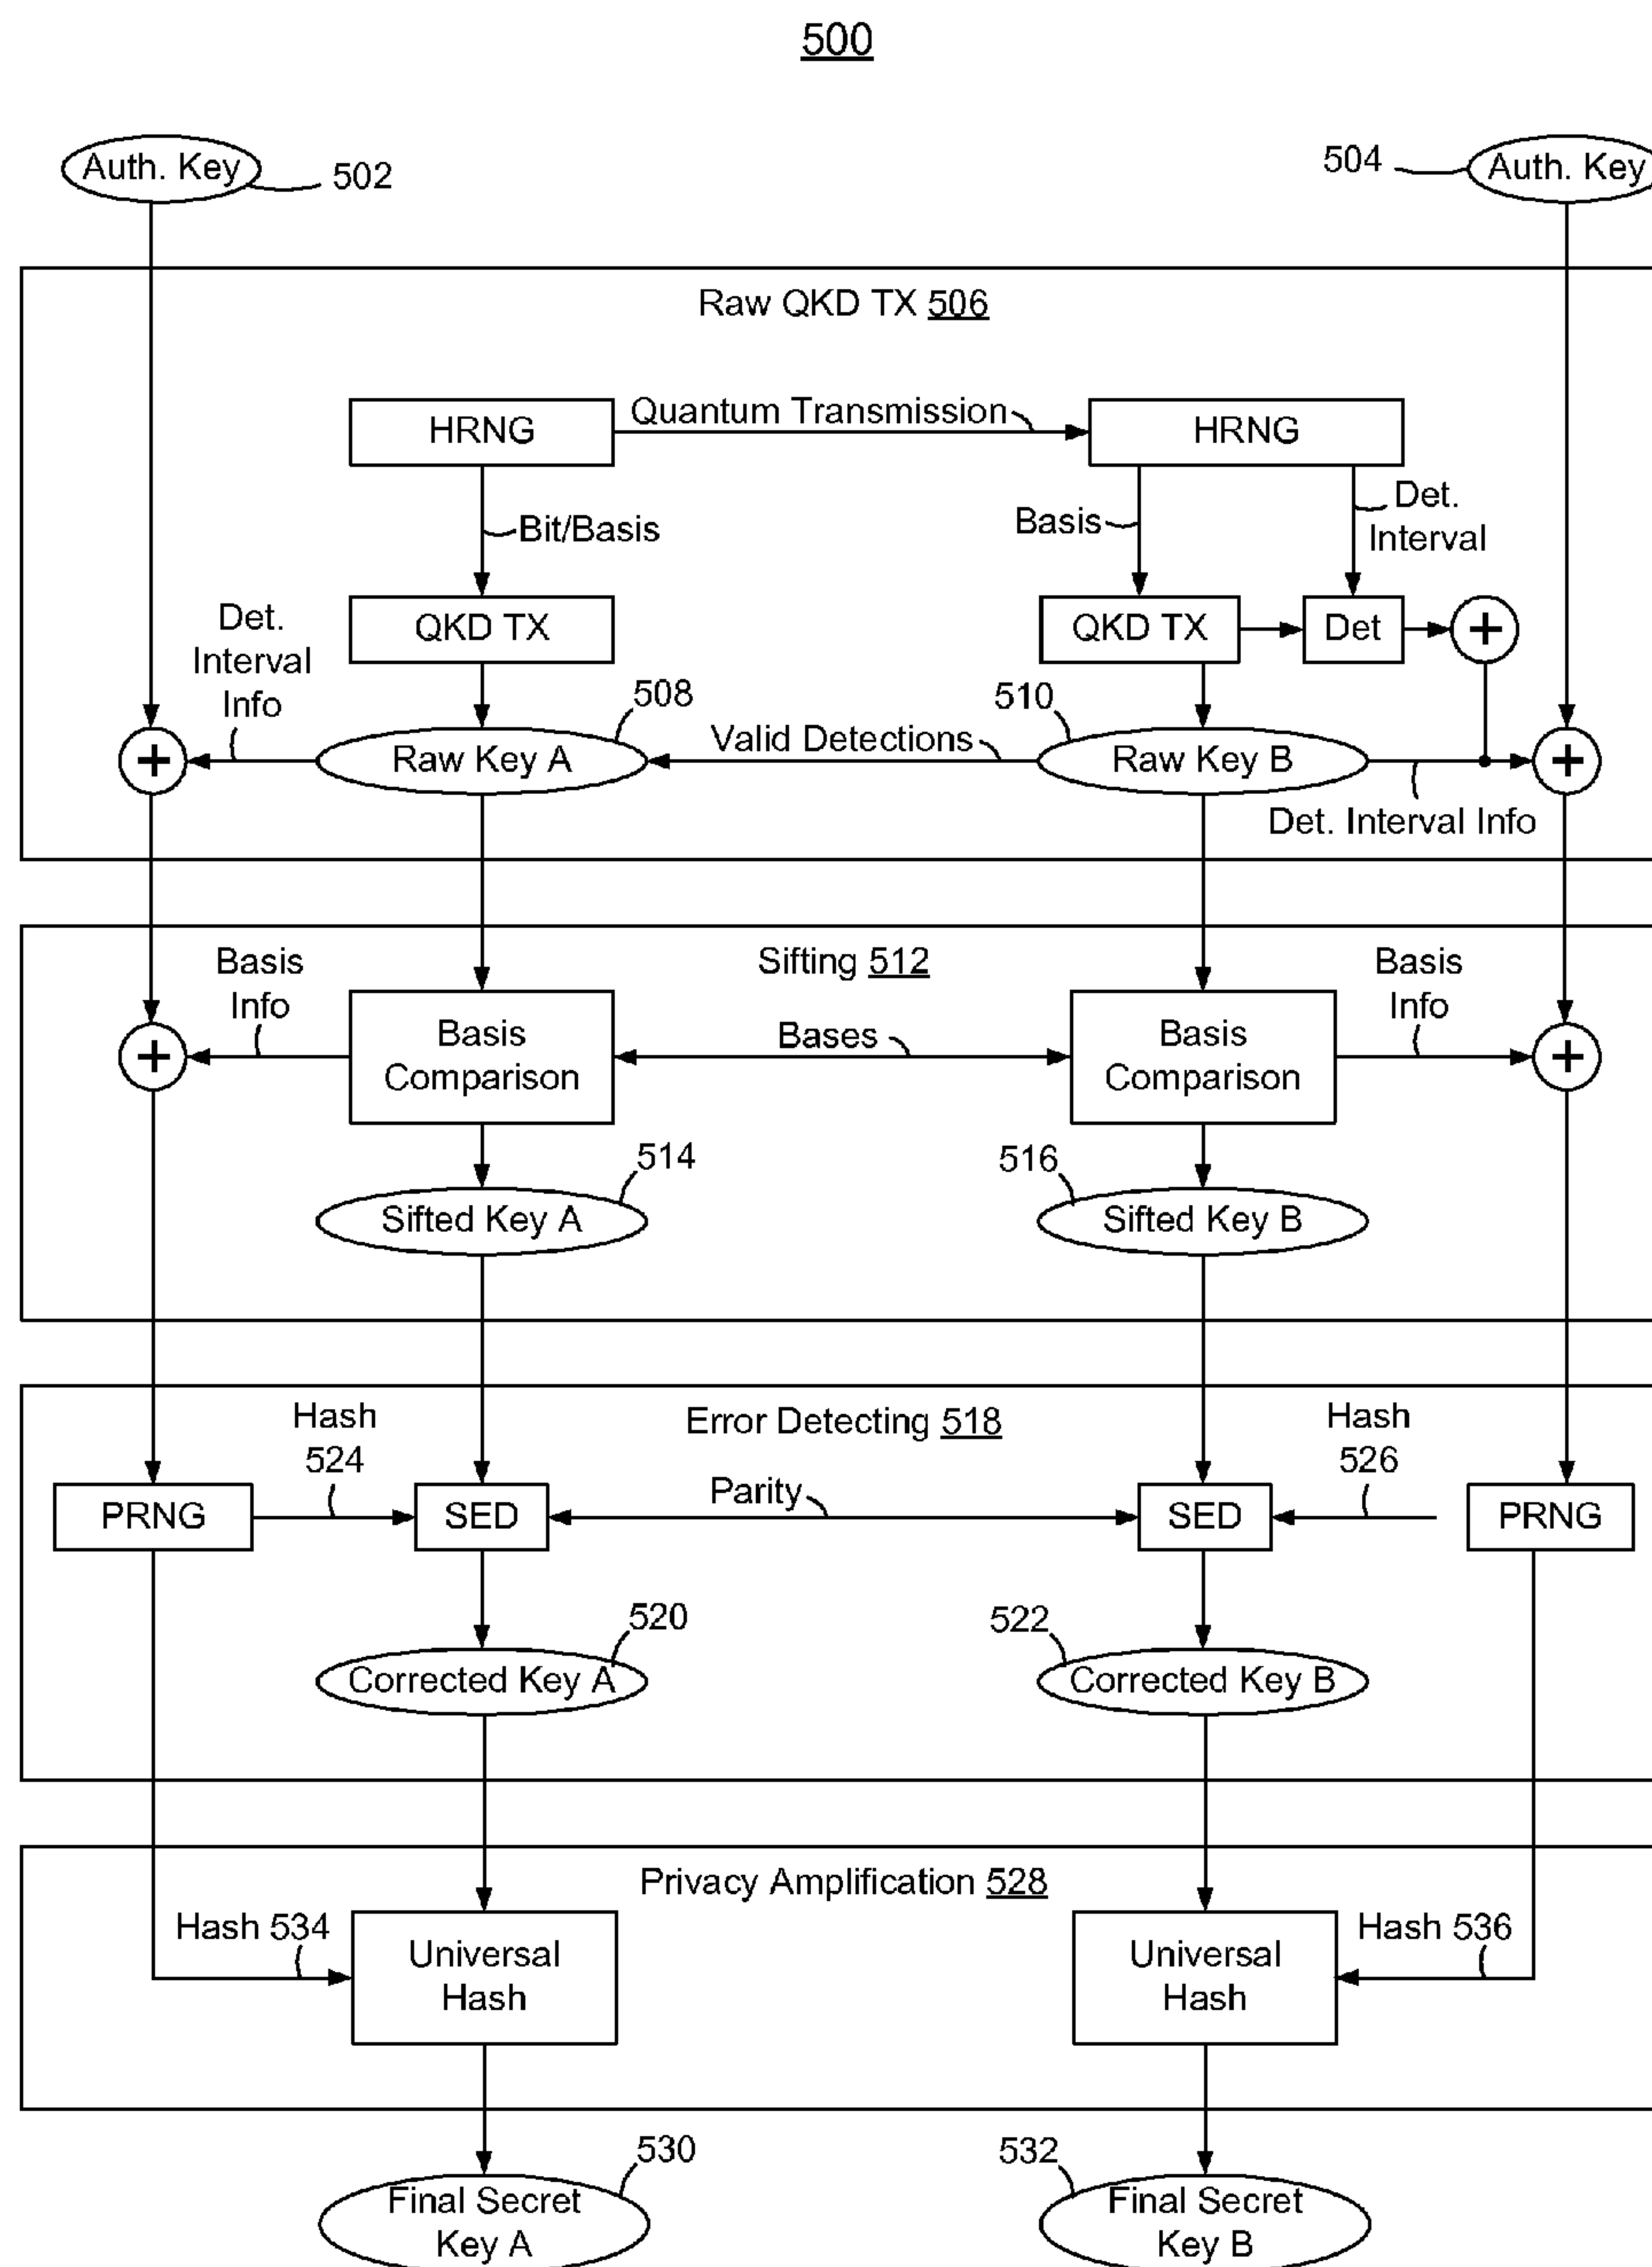 500
Auth. Key
502
504
Auth. Key
Raw QKD TX 506
HRNG
Quantum Transmission
HRNG
Bit/Basis
Basis
Det.
Interval
QKD TX
QKD TX
Det
+
Det.
Interval
Info
508
510
+
Raw Key A
Valid Detections
Raw Key B
+
Det. Interval Info
Sifting 512
Basis
Info
Basis
Info
+
Basis
Comparison
Bases
Basis
Comparison
+
514
516
Sifted Key A
Sifted Key B
Error Detecting 518
Hash
524
Hash
526
PRNG
SED
Parity
SED
PRNG
520
522
Corrected Key A
Corrected Key B
Privacy Amplification 528
Hash 534
Universal
Hash
Universal
Hash
Hash 536
530
532
Final Secret
Key A
Final Secret
Key B